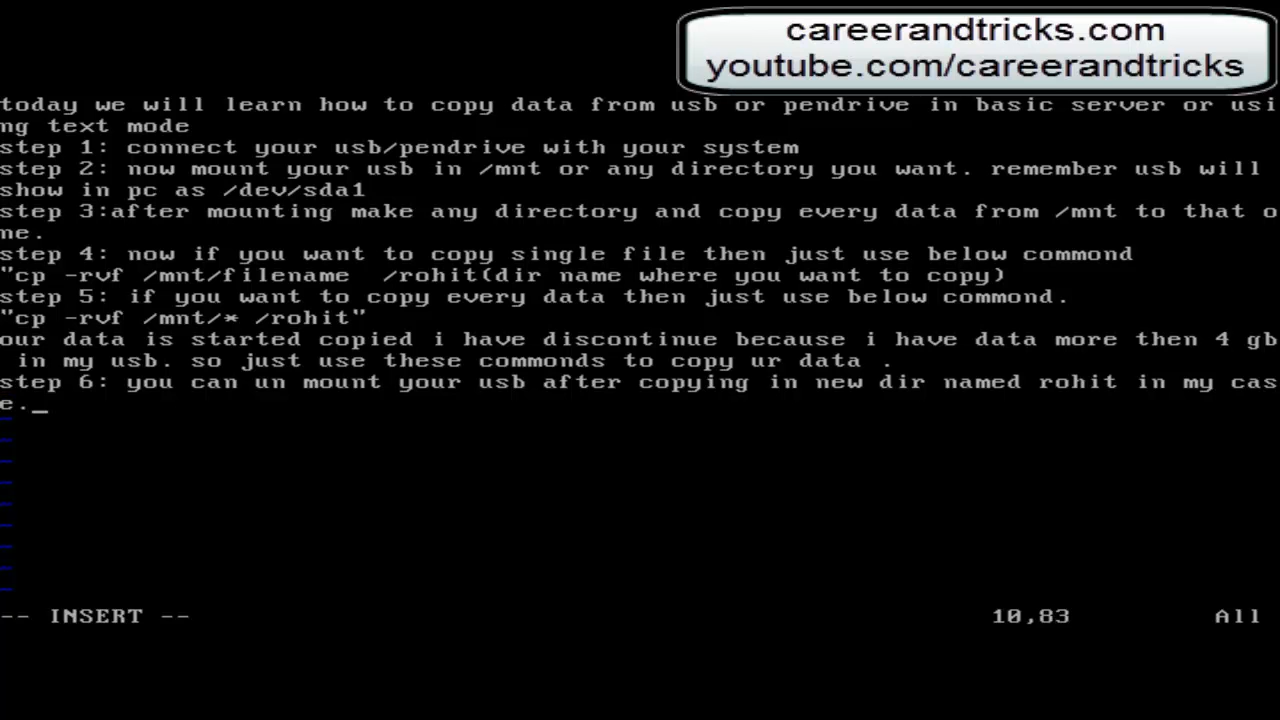 careerandtricks.com
youtube.com/careerandtricks
today we will learn how to copy data from usb or pendrive in basic server or usi
ng text mode
step 1: connect your usb/pendrive with your system
step 2: now mount your usb in /mnt or any directory you want. remember usb will
show in pc as /dev/sda1
step 3:after mounting make any directory and copy every data from /mnt to that o
ne.
step 4: now if you want to copy single file then just use below commond
"cp -rvf /mnt/filename  /rohit(dir name where you want to copy)
step 5: if you want to copy every data then just use below commond.
"cp -rvf /mnt/* /rohit"
our data is started copied i have discontinue because i have data more then 4 gb
 in my usb. so just use these commonds to copy ur data .
step 6: you can un mount your usb after copying in new dir named rohit in my cas
e._
~
~
~
~
~
~
~
~
~
-- INSERT -- 10,83 All